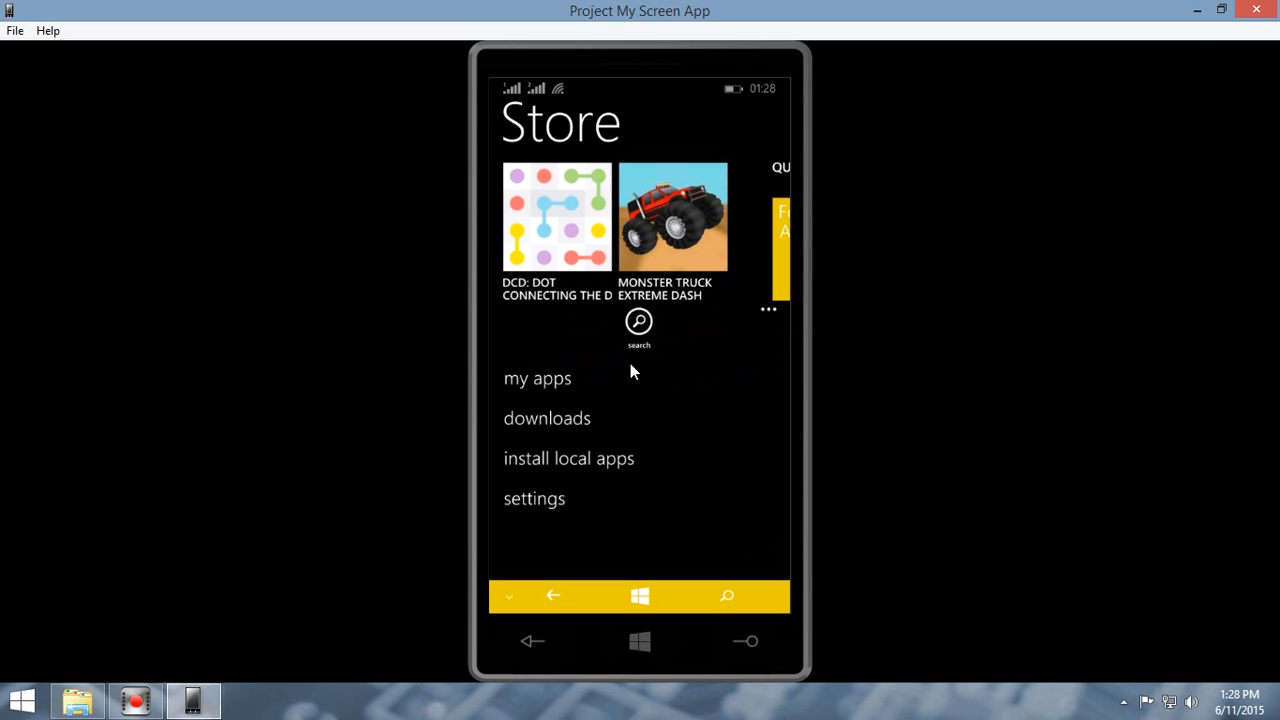 Project My Screen App
File Help
01:28
Store
QU
DCD: DOT
CONNECTING THE D
MONSTER TRUCK
EXTREME DASH
search
my apps
downloads
install local apps
settings
1:28 PM
6/11/2015